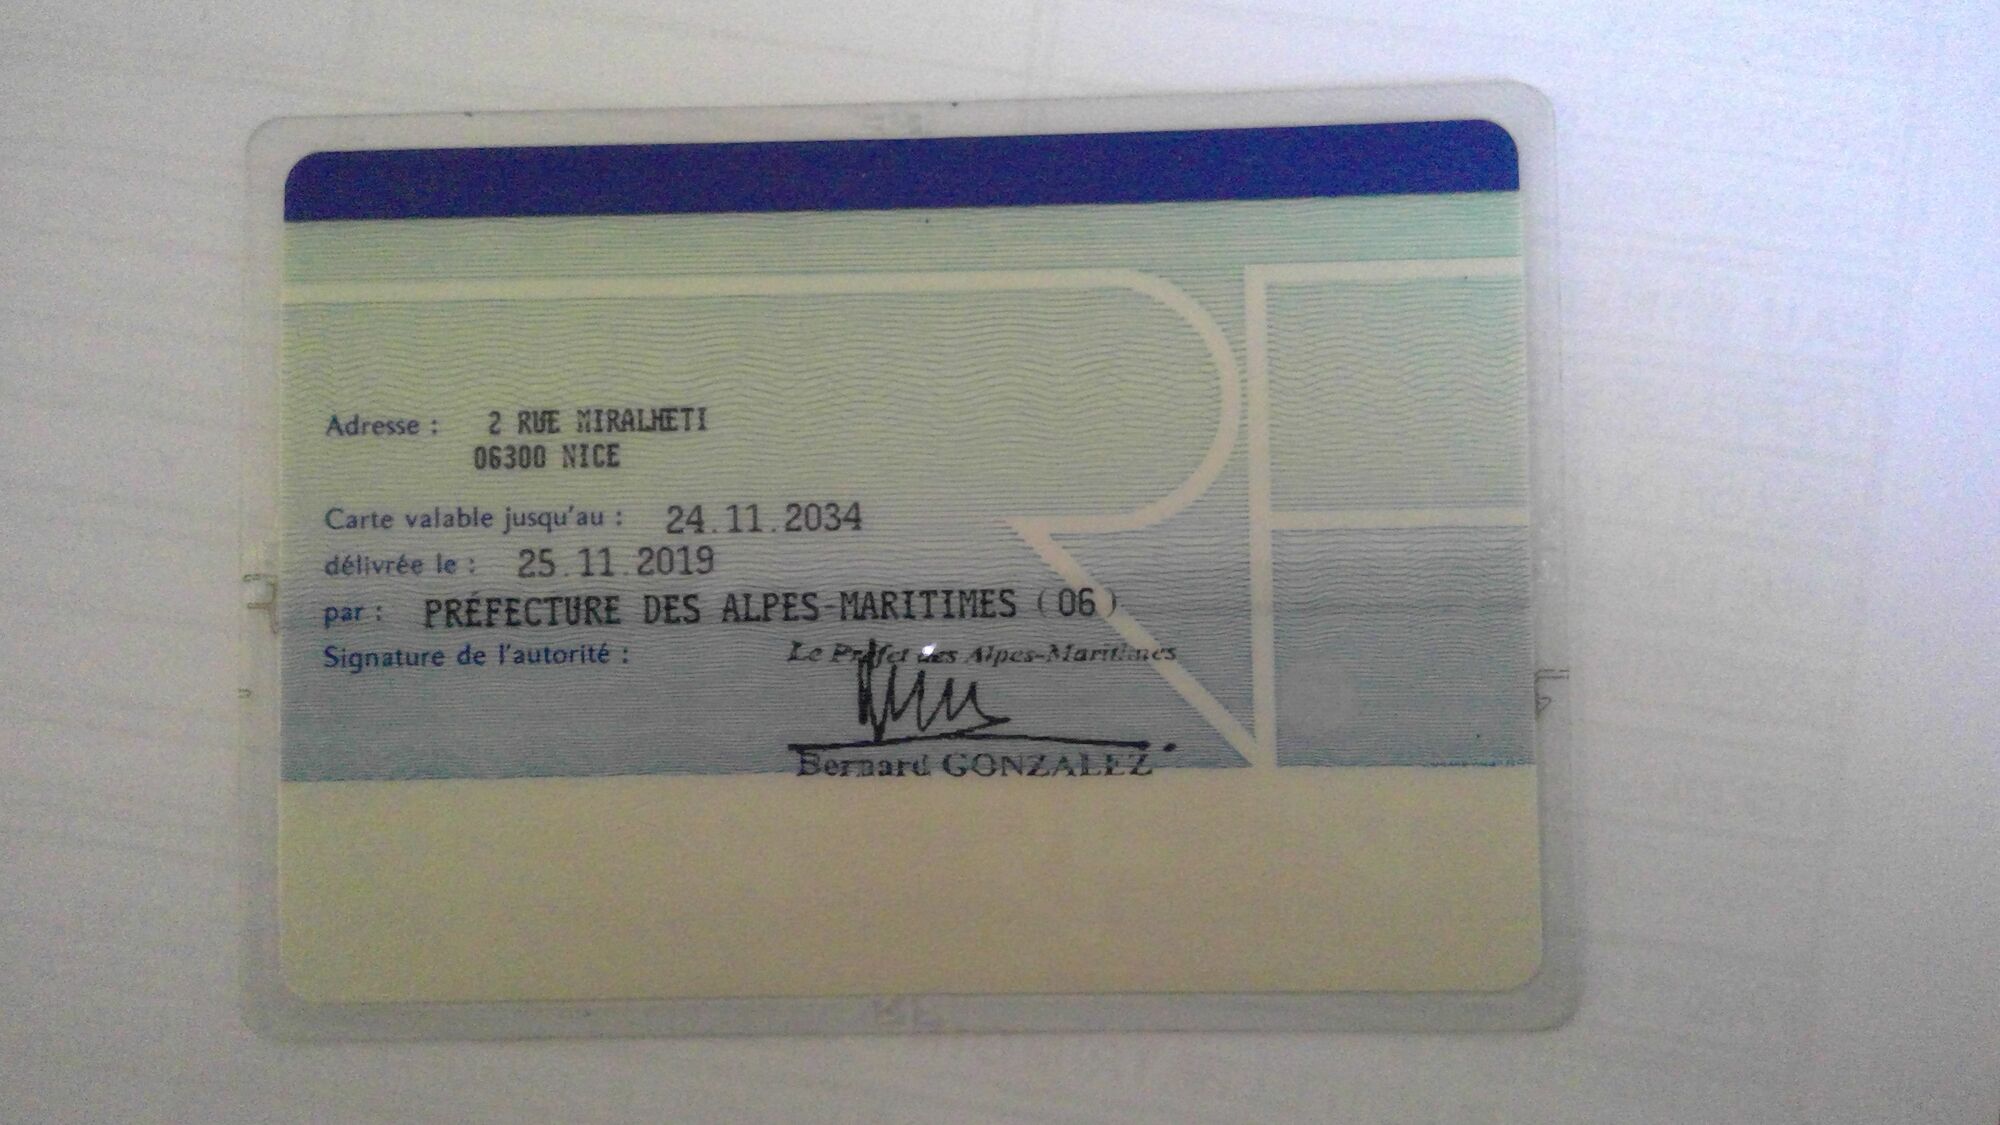 Adresse : 2 RUE MIRALHETI
06300 NICE
Carte valable jusqu'au : 24.11.2034
délivrée le : 25.11.2019
par : PRÉFECTURE DES ALPES-MARITIMES (06)
Signature de l'autorité : Le Préfet des Alpes-Maritimes
Bernard GONZALEZ
RF